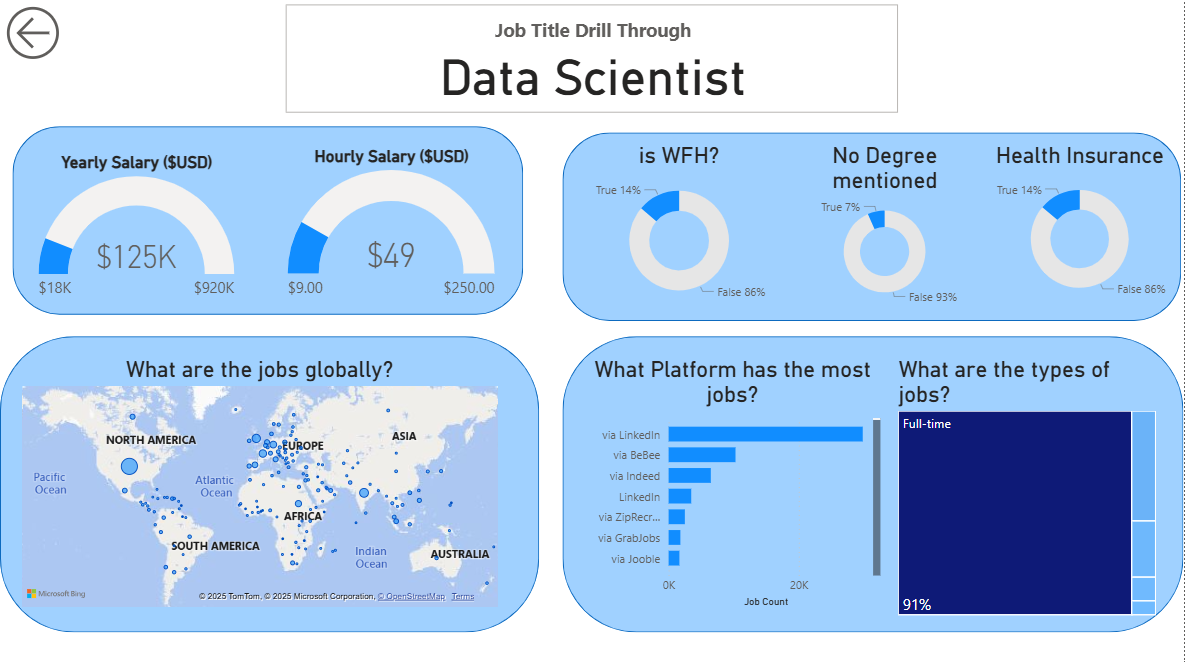 Job Title Drill Through
Data Scientist
Yearly Salary ($USD)
$125K
$18K
$920K
Hourly Salary ($USD)
$49
$9.00
$250.00
is WFH?
True 14%
False 86%
No Degree
mentioned
True 7%
False 93%
Health Insurance
True 14%
False 86%
What are the jobs globally?
NORTH AMERICA
EUROPE
ASIA
Pacific
Ocean
Atlantic
Ocean
AFRICA
SOUTH AMERICA
Indian
Ocean
AUSTRALIA
Microsoft Bing
© 2025 TomTom, © 2025 Microsoft Corporation, © OpenStreetMap Terms
What Platform has the most
jobs?
via LinkedIn
via BeBee
via Indeed
LinkedIn
via ZipRecr...
via GrabJobs
via Jooble
0K
20K
Job Count
What are the types of
jobs?
Full-time
91%